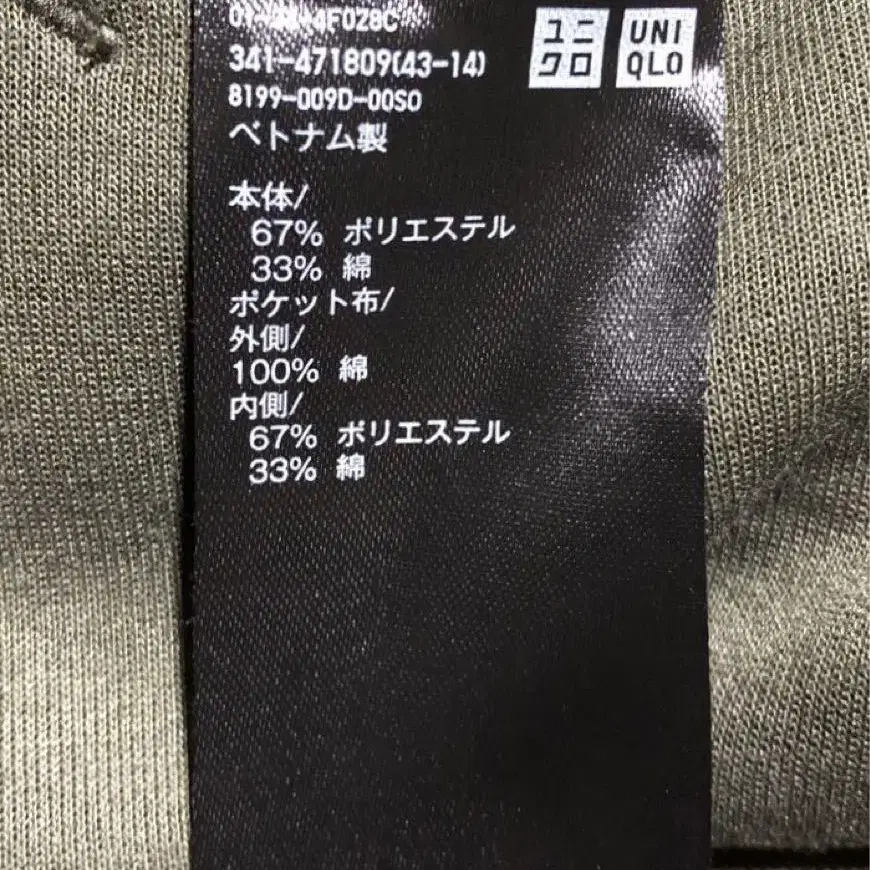 341-471809(43-14)
8199-009D-00S0
ベトナム製
ユニ
クロ
UNI
QLO
本体/
67% ポリエステル
33% 綿
ポケット布/
外側/
100% 綿
内側/
67% ポリエステル
33% 綿